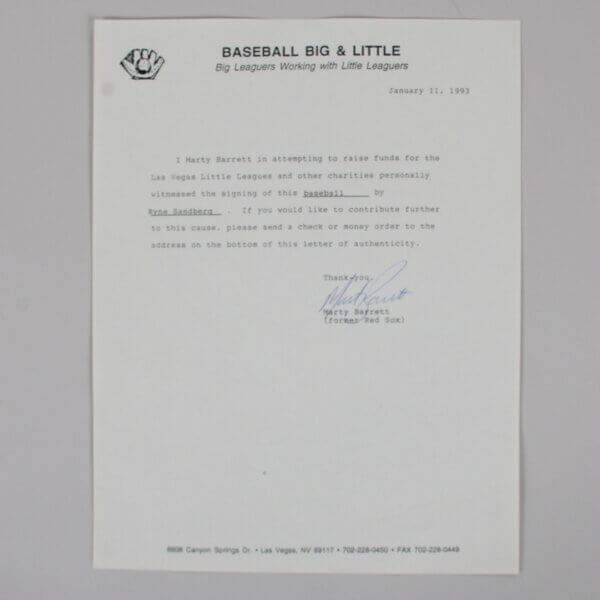 BASEBALL BIG & LITTLE
Big Leaguers Working with Little Leaguers
January 11, 1993
I Marty Barrett in attempting to raise funds for the
Las Vegas Little Leagues and other charities personally
witnessed the signing of this baseball by
Ryne Sandberg . If you would like to contribute further
to this cause, please send a check or money order to the
address on the bottom of this letter of authenticity.
Thank you,
Marty Barrett
Marty Barrett
(former Red Sox)
8808 Canyon Springs Dr. • Las Vegas, NV 89117 • 702-228-0450 • FAX 702-228-0449